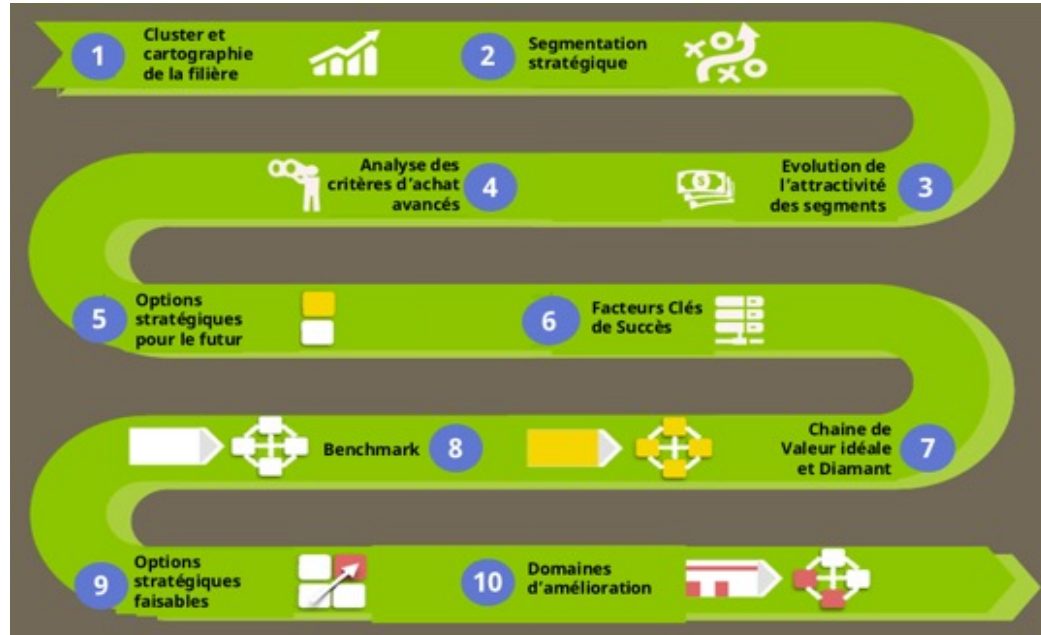 1
Cluster et
cartographie
de la filière
2
Segmentation
stratégique
3
Evolution de
l'attractivité
des segments
4
Analyse des
critères d'achat
avancés
5
Options
stratégiques
pour le futur
6
Facteurs Clés
de Succès
7
Chaine de
Valeur idéale
et Diamant
8
Benchmark
9
Options
stratégiques
faisables
10
Domaines
d'amélioration